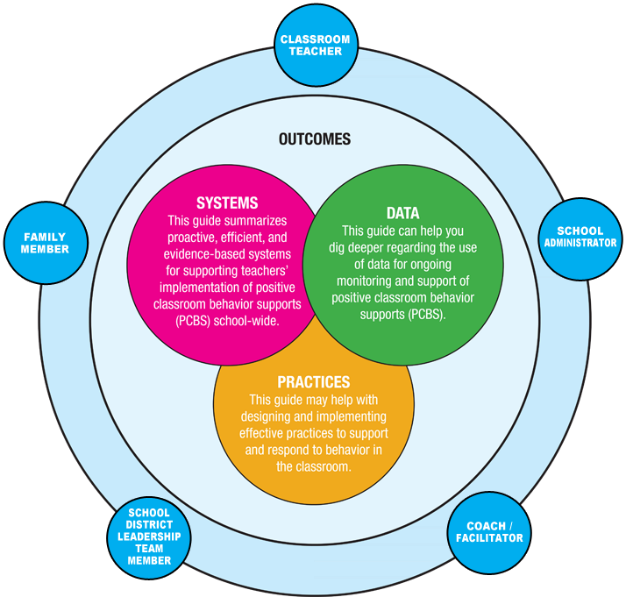 CLASSROOM
TEACHER
OUTCOMES
SYSTEMS
This guide summarizes
proactive, efficient, and
evidence-based systems
for supporting teachers'
implementation of positive
classroom behavior supports
(PCBS) school-wide.
DATA
This guide can help you
dig deeper regarding the use
of data for ongoing
monitoring and support of
positive classroom behavior
supports (PCBS).
FAMILY
MEMBER
SCHOOL
ADMINISTRATOR
PRACTICES
This guide may help with
designing and implementing
effective practices to support
and respond to behavior in
the classroom.
SCHOOL
DISTRICT
LEADERSHIP
TEAM
MEMBER
COACH /
FACILITATOR